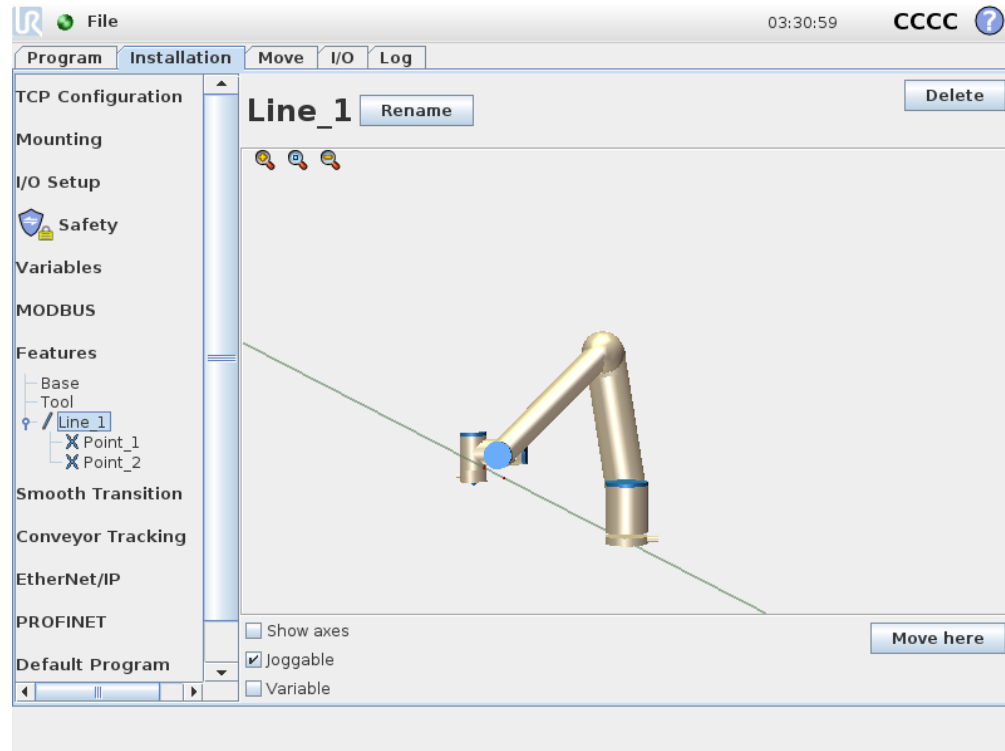 UR File 03:30:59 CCCC ?
Program Installation Move I/O Log
TCP Configuration
Mounting
I/O Setup
Safety
Variables
MODBUS
Features
Base
Tool
Line_1
Point_1
Point_2
Smooth Transition
Conveyor Tracking
EtherNet/IP
PROFINET
Default Program
Line_1 Rename Delete
Show axes
Joggable
Variable
Move here